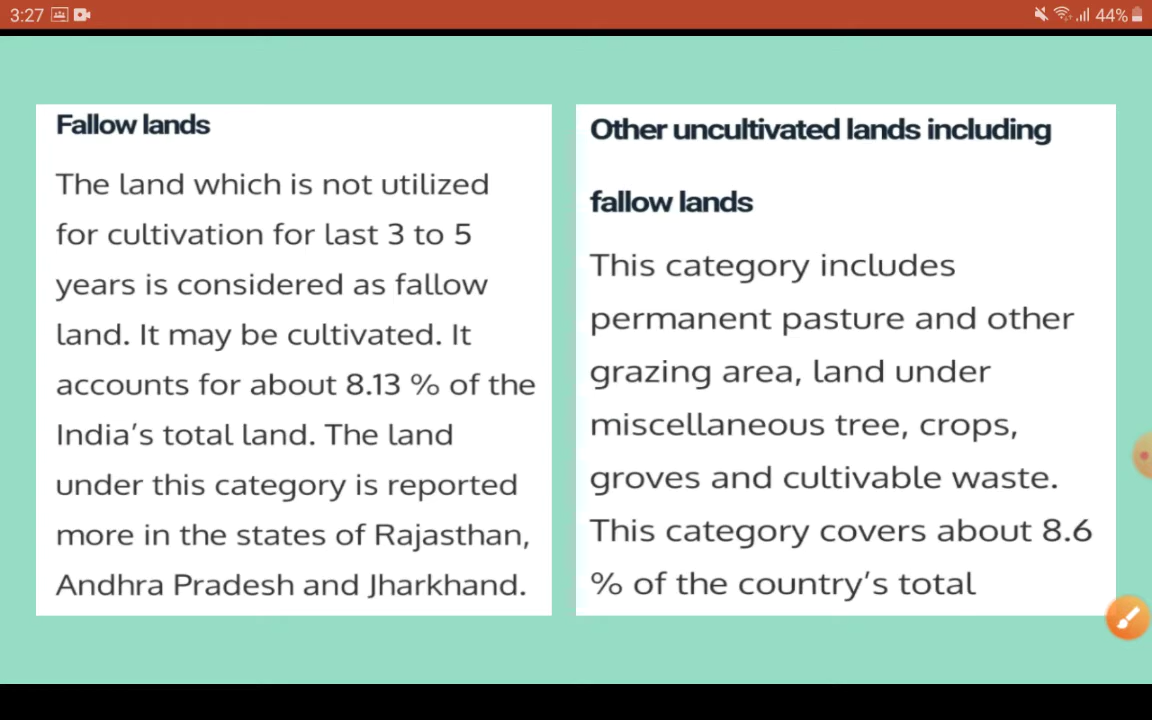 3:27
44%
Fallow lands
The land which is not utilized
for cultivation for last 3 to 5
years is considered as fallow
land. It may be cultivated. It
accounts for about 8.13 % of the
India’s total land. The land
under this category is reported
more in the states of Rajasthan,
Andhra Pradesh and Jharkhand.
Other uncultivated lands including
fallow lands
This category includes
permanent pasture and other
grazing area, land under
miscellaneous tree, crops,
groves and cultivable waste.
This category covers about 8.6
% of the country’s total